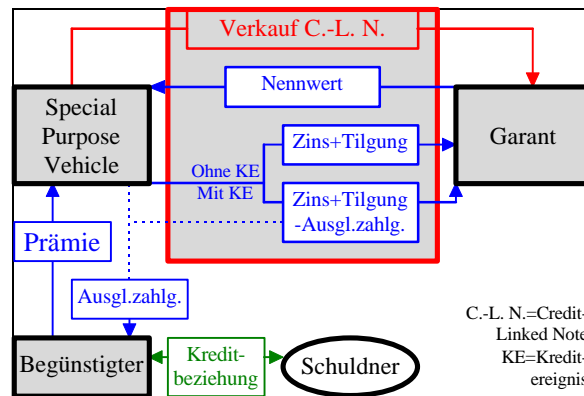 Verkauf C.-L. N.
Nennwert
Special
Purpose
Vehicle
Garant
Zins+Tilgung
Ohne KE
Mit KE
Zins+Tilgung
-Ausgl.zahlg.
Prämie
Ausgl.zahlg.
C.-L. N.=Credit-
Linked Note
KE=Kredit-
ereignis
Begünstigter
Kredit-
beziehung
Schuldner